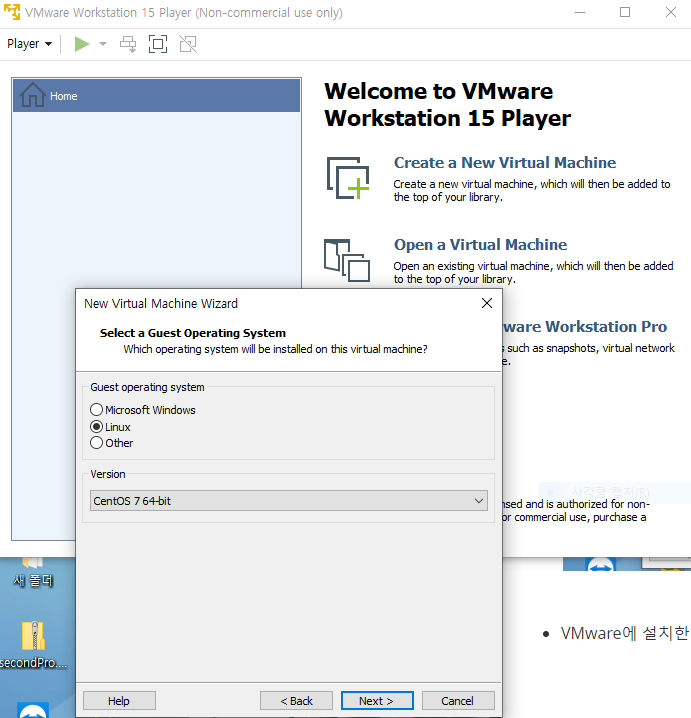 VMware Workstation 15 Player (Non-commercial use only)
Player
Home
Welcome to VMware
Workstation 15 Player
Create a New Virtual Machine
Create a new virtual machine, which will then be added to
the top of your library.
Open a Virtual Machine
Open an existing virtual machine, which will then be added
to the top of your library.
ware Workstation Pro
s such as snapshots, virtual network
e.
사각형 캡처(R)
nsed and is authorized for non-
or commercial use, purchase a
New Virtual Machine Wizard
Select a Guest Operating System
Which operating system will be installed on this virtual machine?
Guest operating system
Microsoft Windows
Linux
Other
Version
CentOS 7 64-bit
Help
< Back
Next >
Cancel
새 폴더
secondPro....
• VMware에 설치한